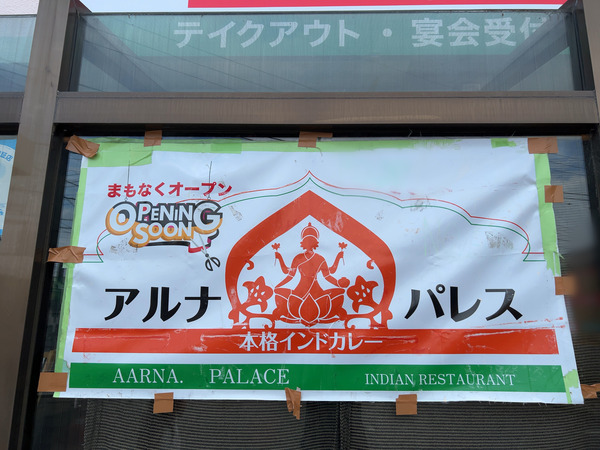 テイクアウト・宴会受付
まもなくオープン
OPENING
SOON
アルナ パレス
本格インドカレー
AARNA. PALACE INDIAN RESTAURANT